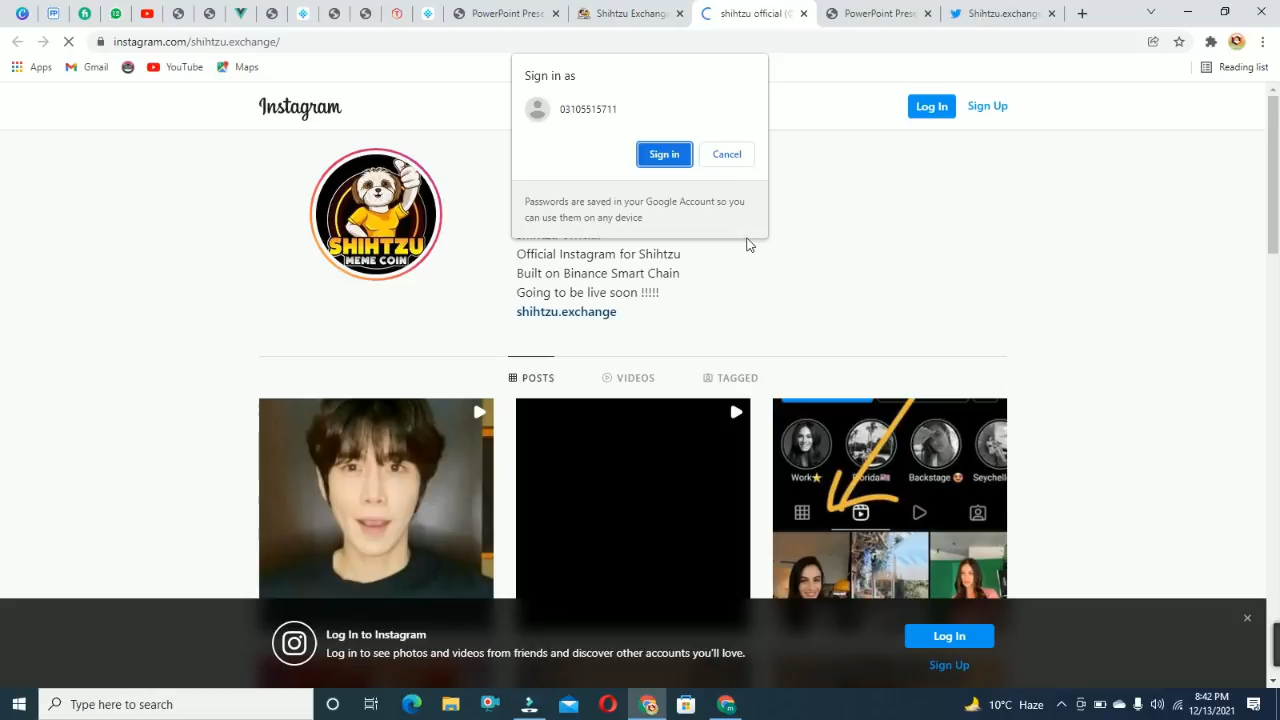 PowerPoint Pres
Shihtzu Exchang
shihtzu official (
PowerPoint Pres
Shihtzu.exchang
instagram.com/shihtzu.exchange/
Apps
Gmail
YouTube
Maps
Reading list
Instagram
Log In
Sign Up
Sign in as
03105515711
Sign in
Cancel
Passwords are saved in your Google Account so you
can use them on any device
SHIHTZU
MEME COIN
Official Instagram for Shihtzu
Built on Binance Smart Chain
Going to be live soon !!!!!
shihtzu.exchange
POSTS
VIDEOS
TAGGED
Work⭐
Backstage 😍
Seychell
Log In to Instagram
Log in to see photos and videos from friends and discover other accounts you'll love.
Log In
Sign Up
Type here to search
10°C Haze
8:42 PM
12/13/2021